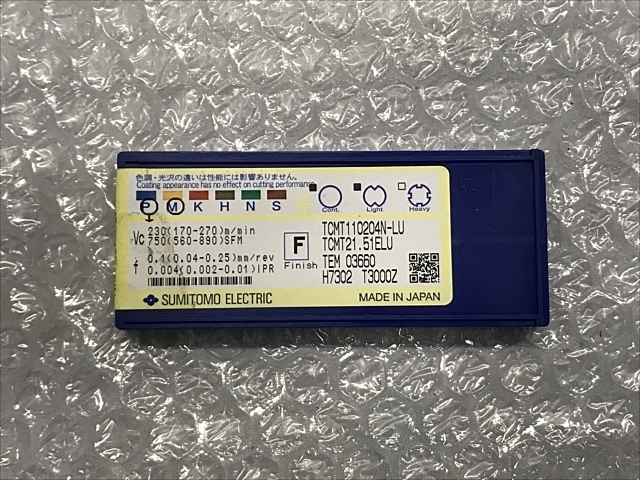 色調・光沢の違いは性能には影響ありません。
Coating appearance has no effect on cutting performance.
P M K H N S
Cont. Light Heavy
Vc 230(170-270)m/min
750(560-890)SFM
f 0.1(0.04-0.25)mm/rev
0.004(0.002-0.01)IPR
F
Finish
TCMT110204N-LU
TCMT21.51ELU
TEM 03660
H7302 T3000Z
SUMITOMO ELECTRIC
MADE IN JAPAN